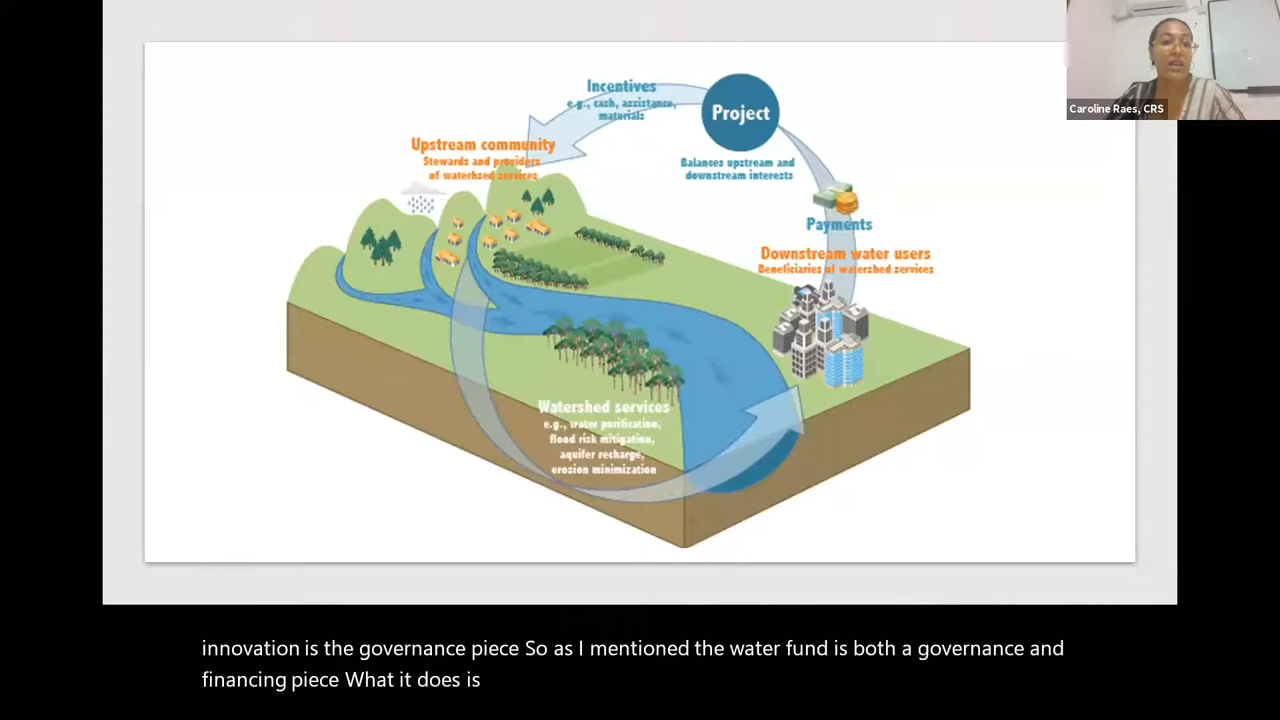 Incentives
e.g., cash, assistance,
materials
Project
Caroline Raes, CRS
Upstream community
Stewards and providers
of waterhsed services
Balances upstream and
downstream interests
Payments
Downstream water users
Beneficiaries of watershed services
Watershed services
e.g., water purification,
flood risk mitigation,
aquifer recharge,
erosion minimization
innovation is the governance piece So as I mentioned the water fund is both a governance and
financing piece What it does is